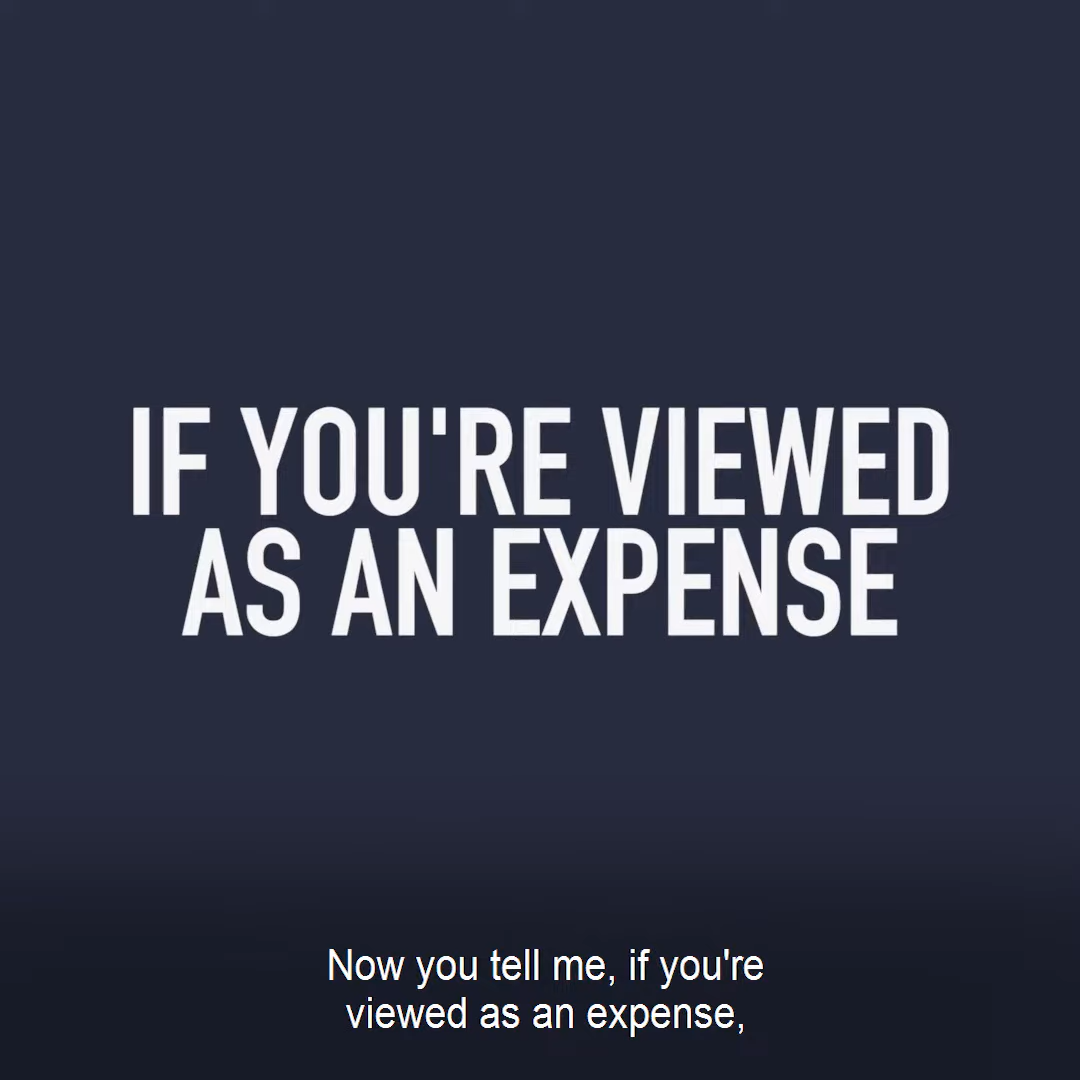 IF YOU'RE VIEWED
AS AN EXPENSE
Now you tell me, if you're
viewed as an expense,